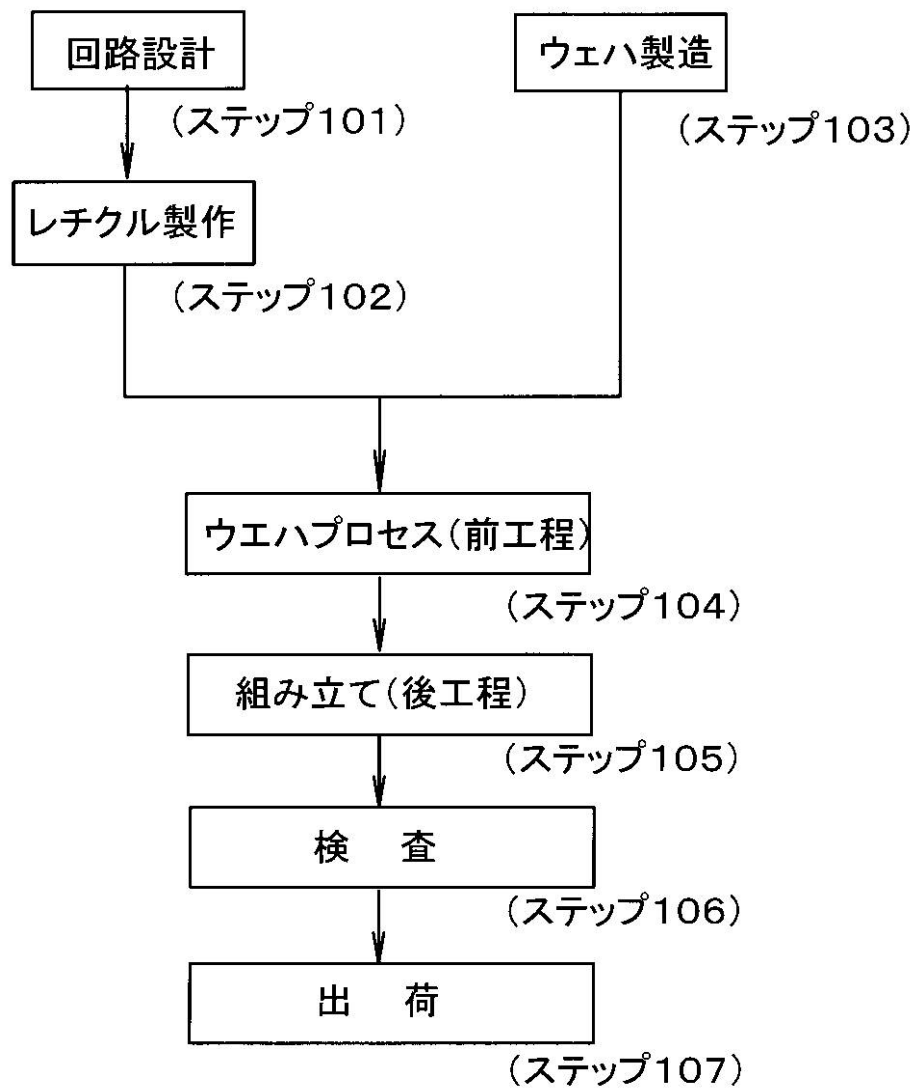 回路設計
ウェハ製造
（ステップ101）
（ステップ103）
レチクル製作
（ステップ102）
ウエハプロセス（前工程）
（ステップ104）
組み立て（後工程）
（ステップ105）
検　査
（ステップ106）
出　荷
（ステップ107）